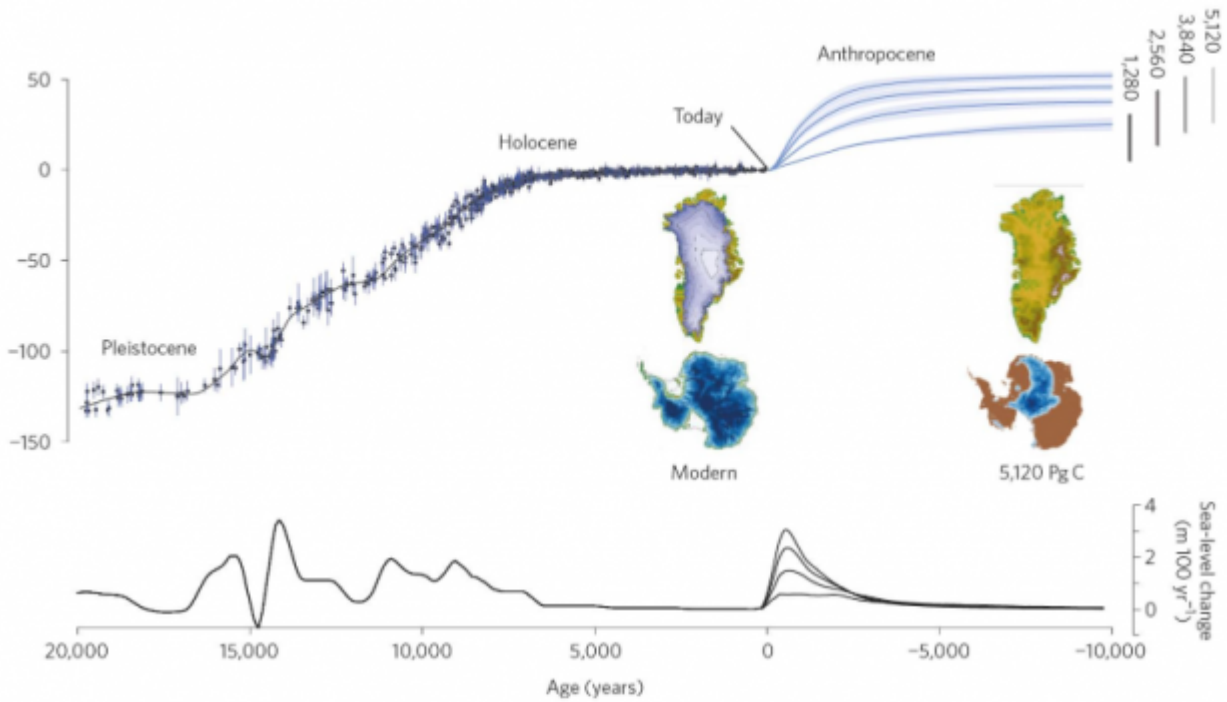 5,120
3,840
2,560
1,280
Anthropocene
50
Today
Holocene
0
−50
Pleistocene
−100
−150
Modern
5,120 Pg C
4
2
0
Sea-level change
(m 100 yr⁻¹)
20,000
15,000
10,000
5,000
0
−5,000
−10,000
Age (years)